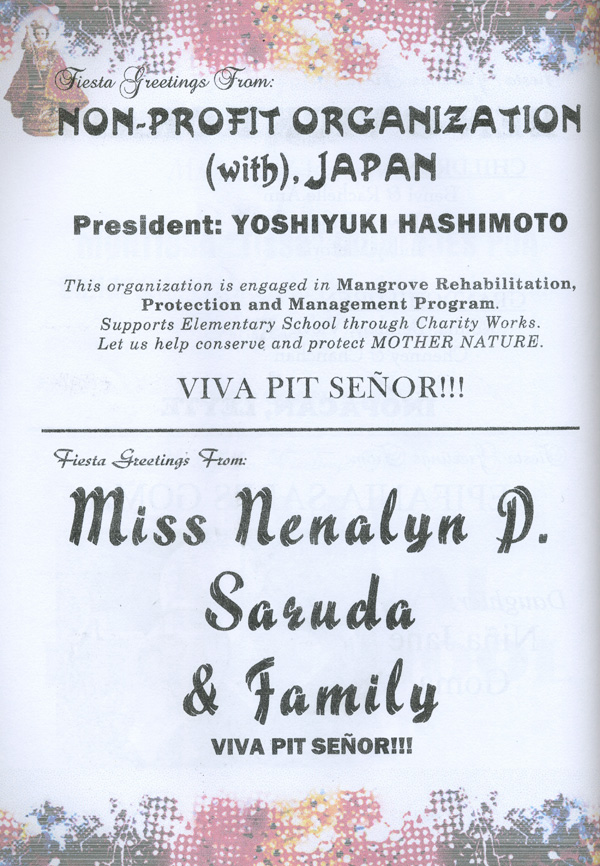 Fiesta Greetings From:
NON-PROFIT ORGANIZATION
(with), JAPAN
President: YOSHIYUKI HASHIMOTO
This organization is engaged in Mangrove Rehabilitation,
Protection and Management Program.
Supports Elementary School through Charity Works.
Let us help conserve and protect MOTHER NATURE.
VIVA PIT SEÑOR!!!
Fiesta Greetings From:
Miss Nenalyn P.
Saruda
& Family
VIVA PIT SEÑOR!!!